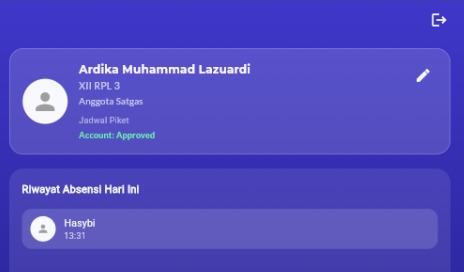 Ardika Muhammad Lazuardi
XII RPL 3
Anggota Satgas
Jadwal Piket
Account: Approved
Riwayat Absensi Hari Ini
Hasybi
13:31